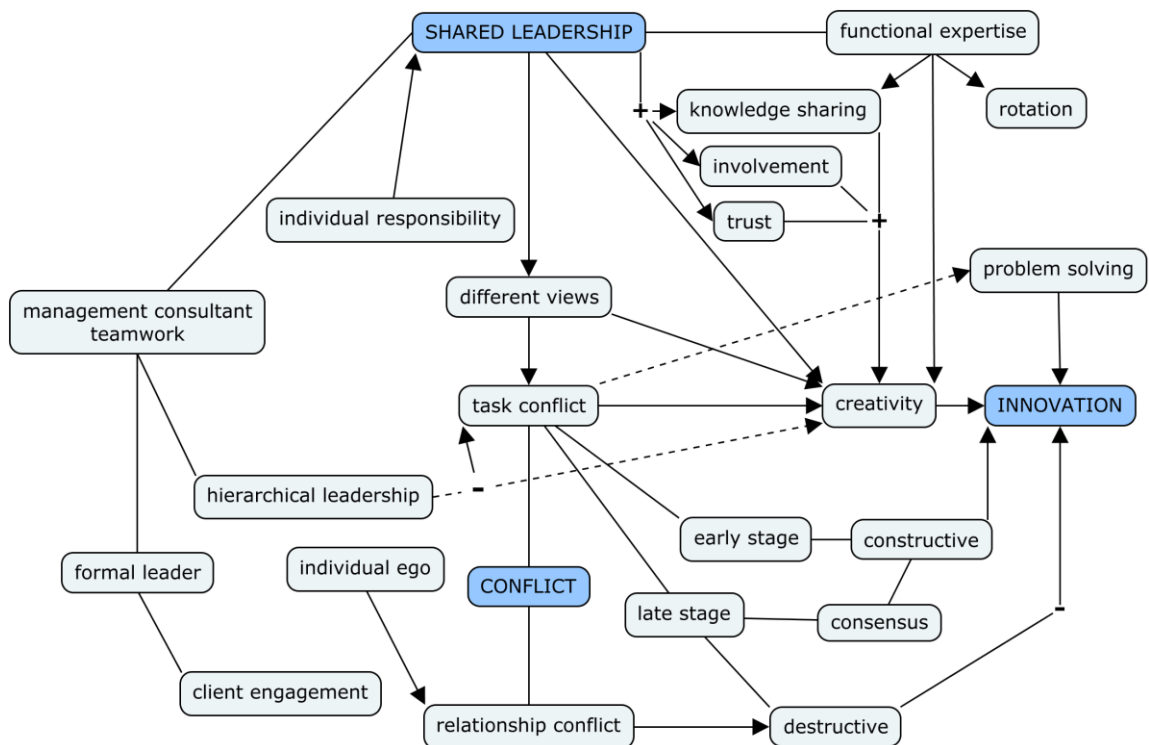 SHARED LEADERSHIP
functional expertise
+
knowledge sharing
rotation
involvement
individual responsibility
trust
+
problem solving
different views
management consultant
teamwork
task conflict
creativity
INNOVATION
hierarchical leadership
-
early stage
constructive
formal leader
individual ego
CONFLICT
late stage
consensus
-
client engagement
relationship conflict
destructive